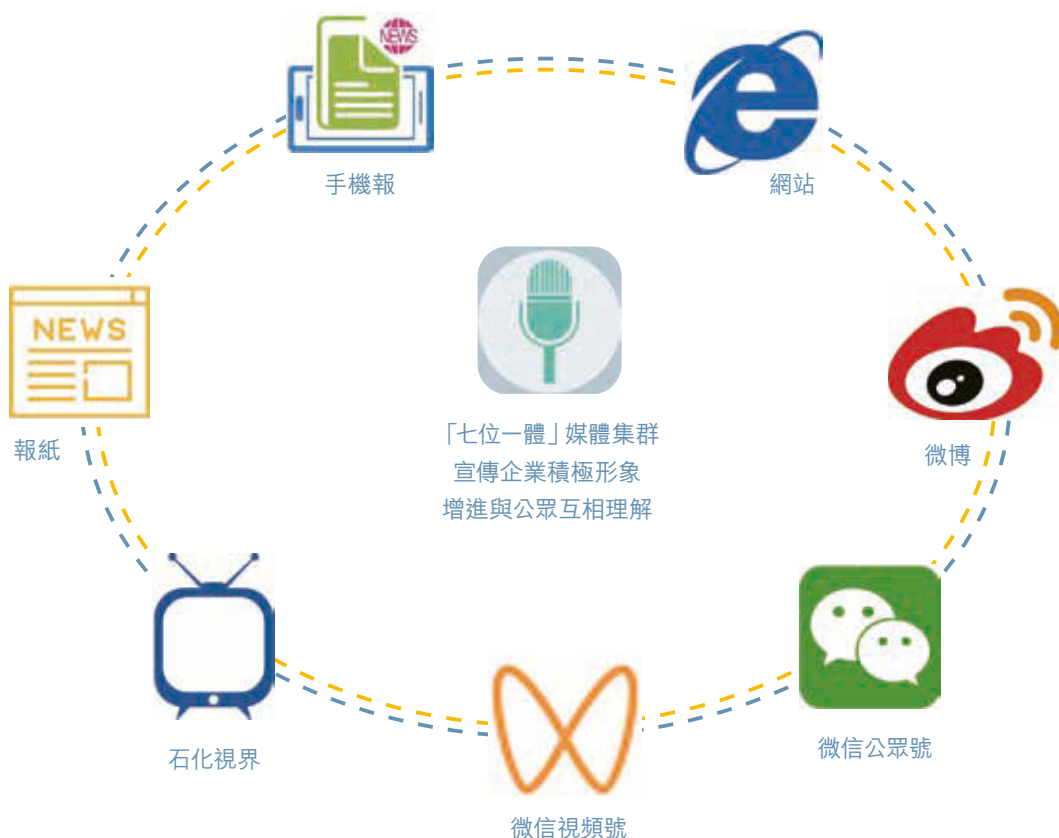 NEWS
手機報
網站
NEWS
報紙
「七位一體」媒體集群
宣傳企業積極形象
增進與公眾互相理解
微博
石化視界
微信公眾號
微信視頻號